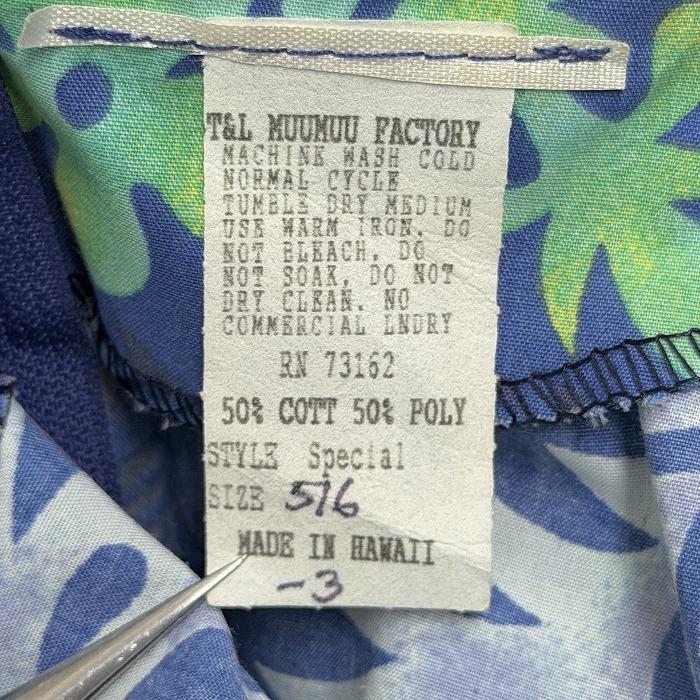 T&L MUUMUU FACTORY
MACHINE WASH COLD
NORMAL CYCLE
TUMBLE DRY MEDIUM
USE WARM IRON. DO
NOT BLEACH. DO
NOT SOAK, DO NOT
DRY CLEAN. NO
COMMERCIAL LNDRY
RN 73162
50% COTT 50% POLY
STYLE Special
SIZE 516
MADE IN HAWAII
-3